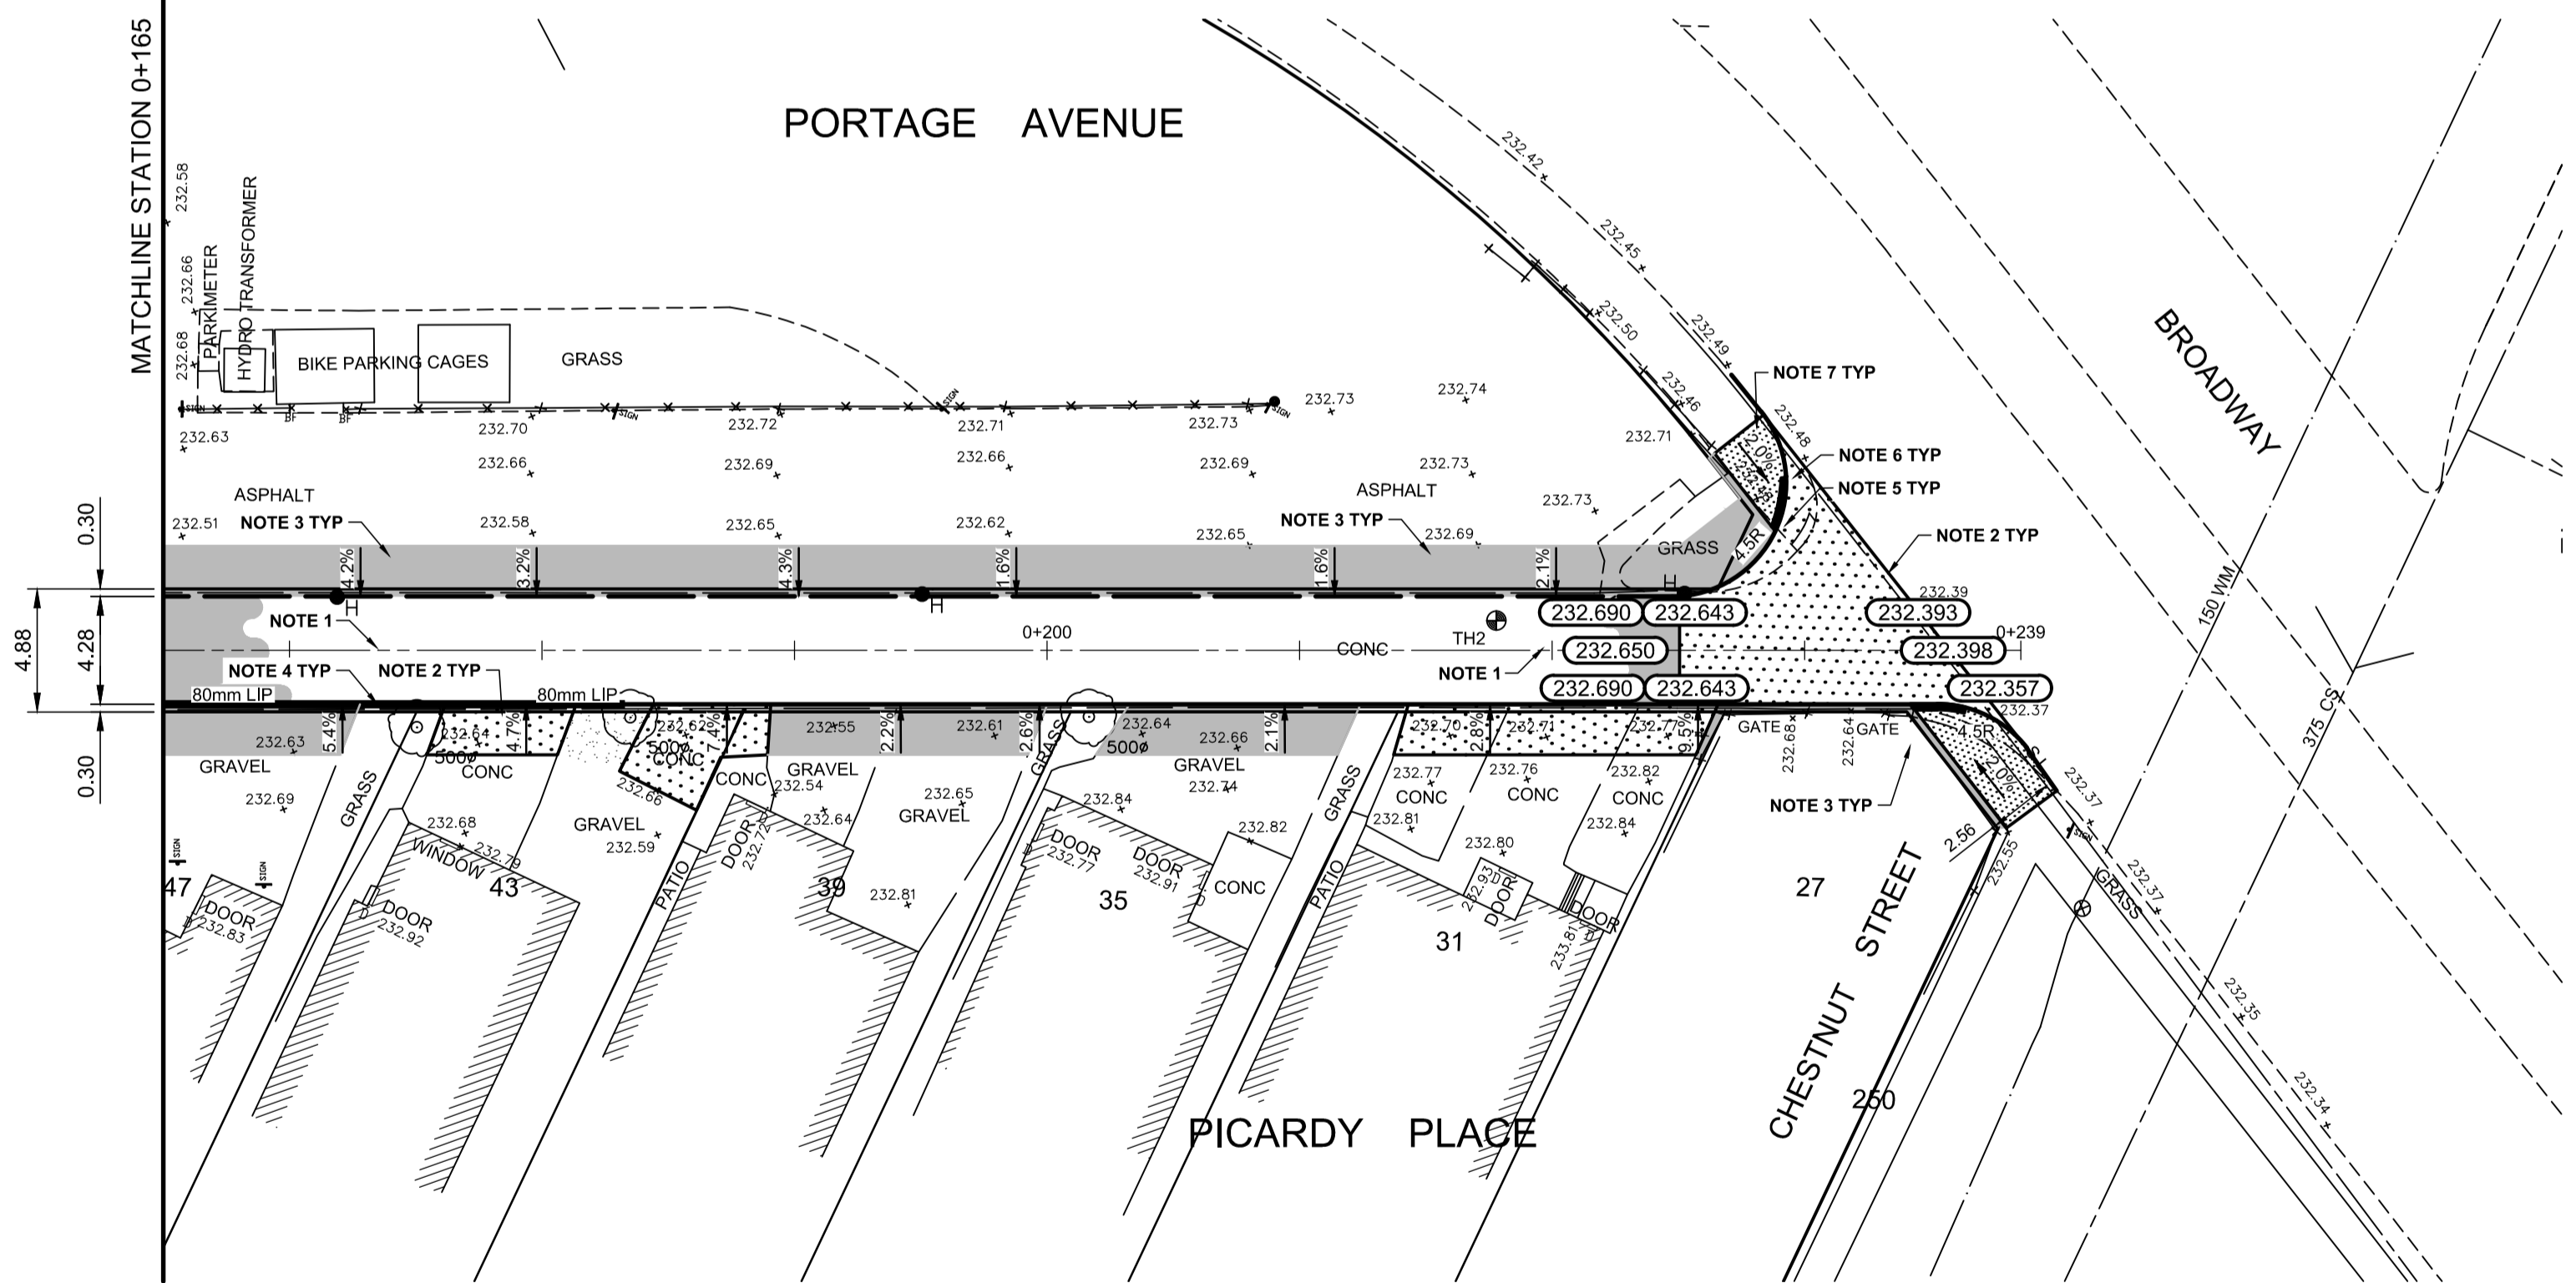 MATCHLINE STATION 0+165
PORTAGE AVENUE
BROADWAY
232.58
232.66
232.68
PARKIMETER
HYDRO TRANSFORMER
BIKE PARKING CAGES
GRASS
SIGN
BF
BF
SIGN
SIGN
SIGN
232.42
232.45
232.50
232.49
232.46
232.48
NOTE 7 TYP
NOTE 6 TYP
NOTE 5 TYP
NOTE 2 TYP
232.63
232.70
232.72
232.71
232.73
232.73
232.74
232.71
232.66
232.69
232.66
232.69
232.73
2.0%
ASPHALT
ASPHALT
232.73
232.51
NOTE 3 TYP
232.58
232.65
232.62
232.65
NOTE 3 TYP
232.69
GRASS
4.5R
0.30
4.88
4.28
0.30
4.2%
3.2%
4.3%
1.6%
1.6%
2.1%
H
H
H
232.690
232.643
232.393
232.39
NOTE 1
0+200
CONC
TH2
232.650
232.398
0+239
NOTE 4 TYP
NOTE 2 TYP
NOTE 1
80mm LIP
80mm LIP
232.690
232.643
232.357
232.37
150 WM
375 CS
5.4%
4.7%
7.4%
2.2%
2.6%
2.1%
2.8%
9.5%
232.63
232.64
232.62
232.55
232.61
232.64
232.66
232.70
232.71
232.77
GATE
232.68
232.64
GATE
4.5R
2.0%
GRAVEL
500ø
CONC
500ø
CONC
CONC
GRAVEL
GRASS
500ø
GRAVEL
232.69
GRASS
232.66
232.54
232.65
232.84
232.74
GRASS
232.77
232.76
232.82
CONC
CONC
CONC
NOTE 3 TYP
232.37
232.68
GRAVEL
232.59
232.64
GRAVEL
232.82
232.81
232.80
232.84
2.56
232.55
SIGN
SIGN
SIGN
WINDOW
232.79
DOOR
232.72
DOOR
232.77
DOOR
232.91
CONC
47
43
PATIO
39
232.81
35
PATIO
232.93
D
DOOR
DOOR
D
27
232.37
GRASS
DOOR
D
232.83
D
DOOR
232.92
D
D
31
233.81
CHESTNUT STREET
232.35
232.34
250
PICARDY PLACE